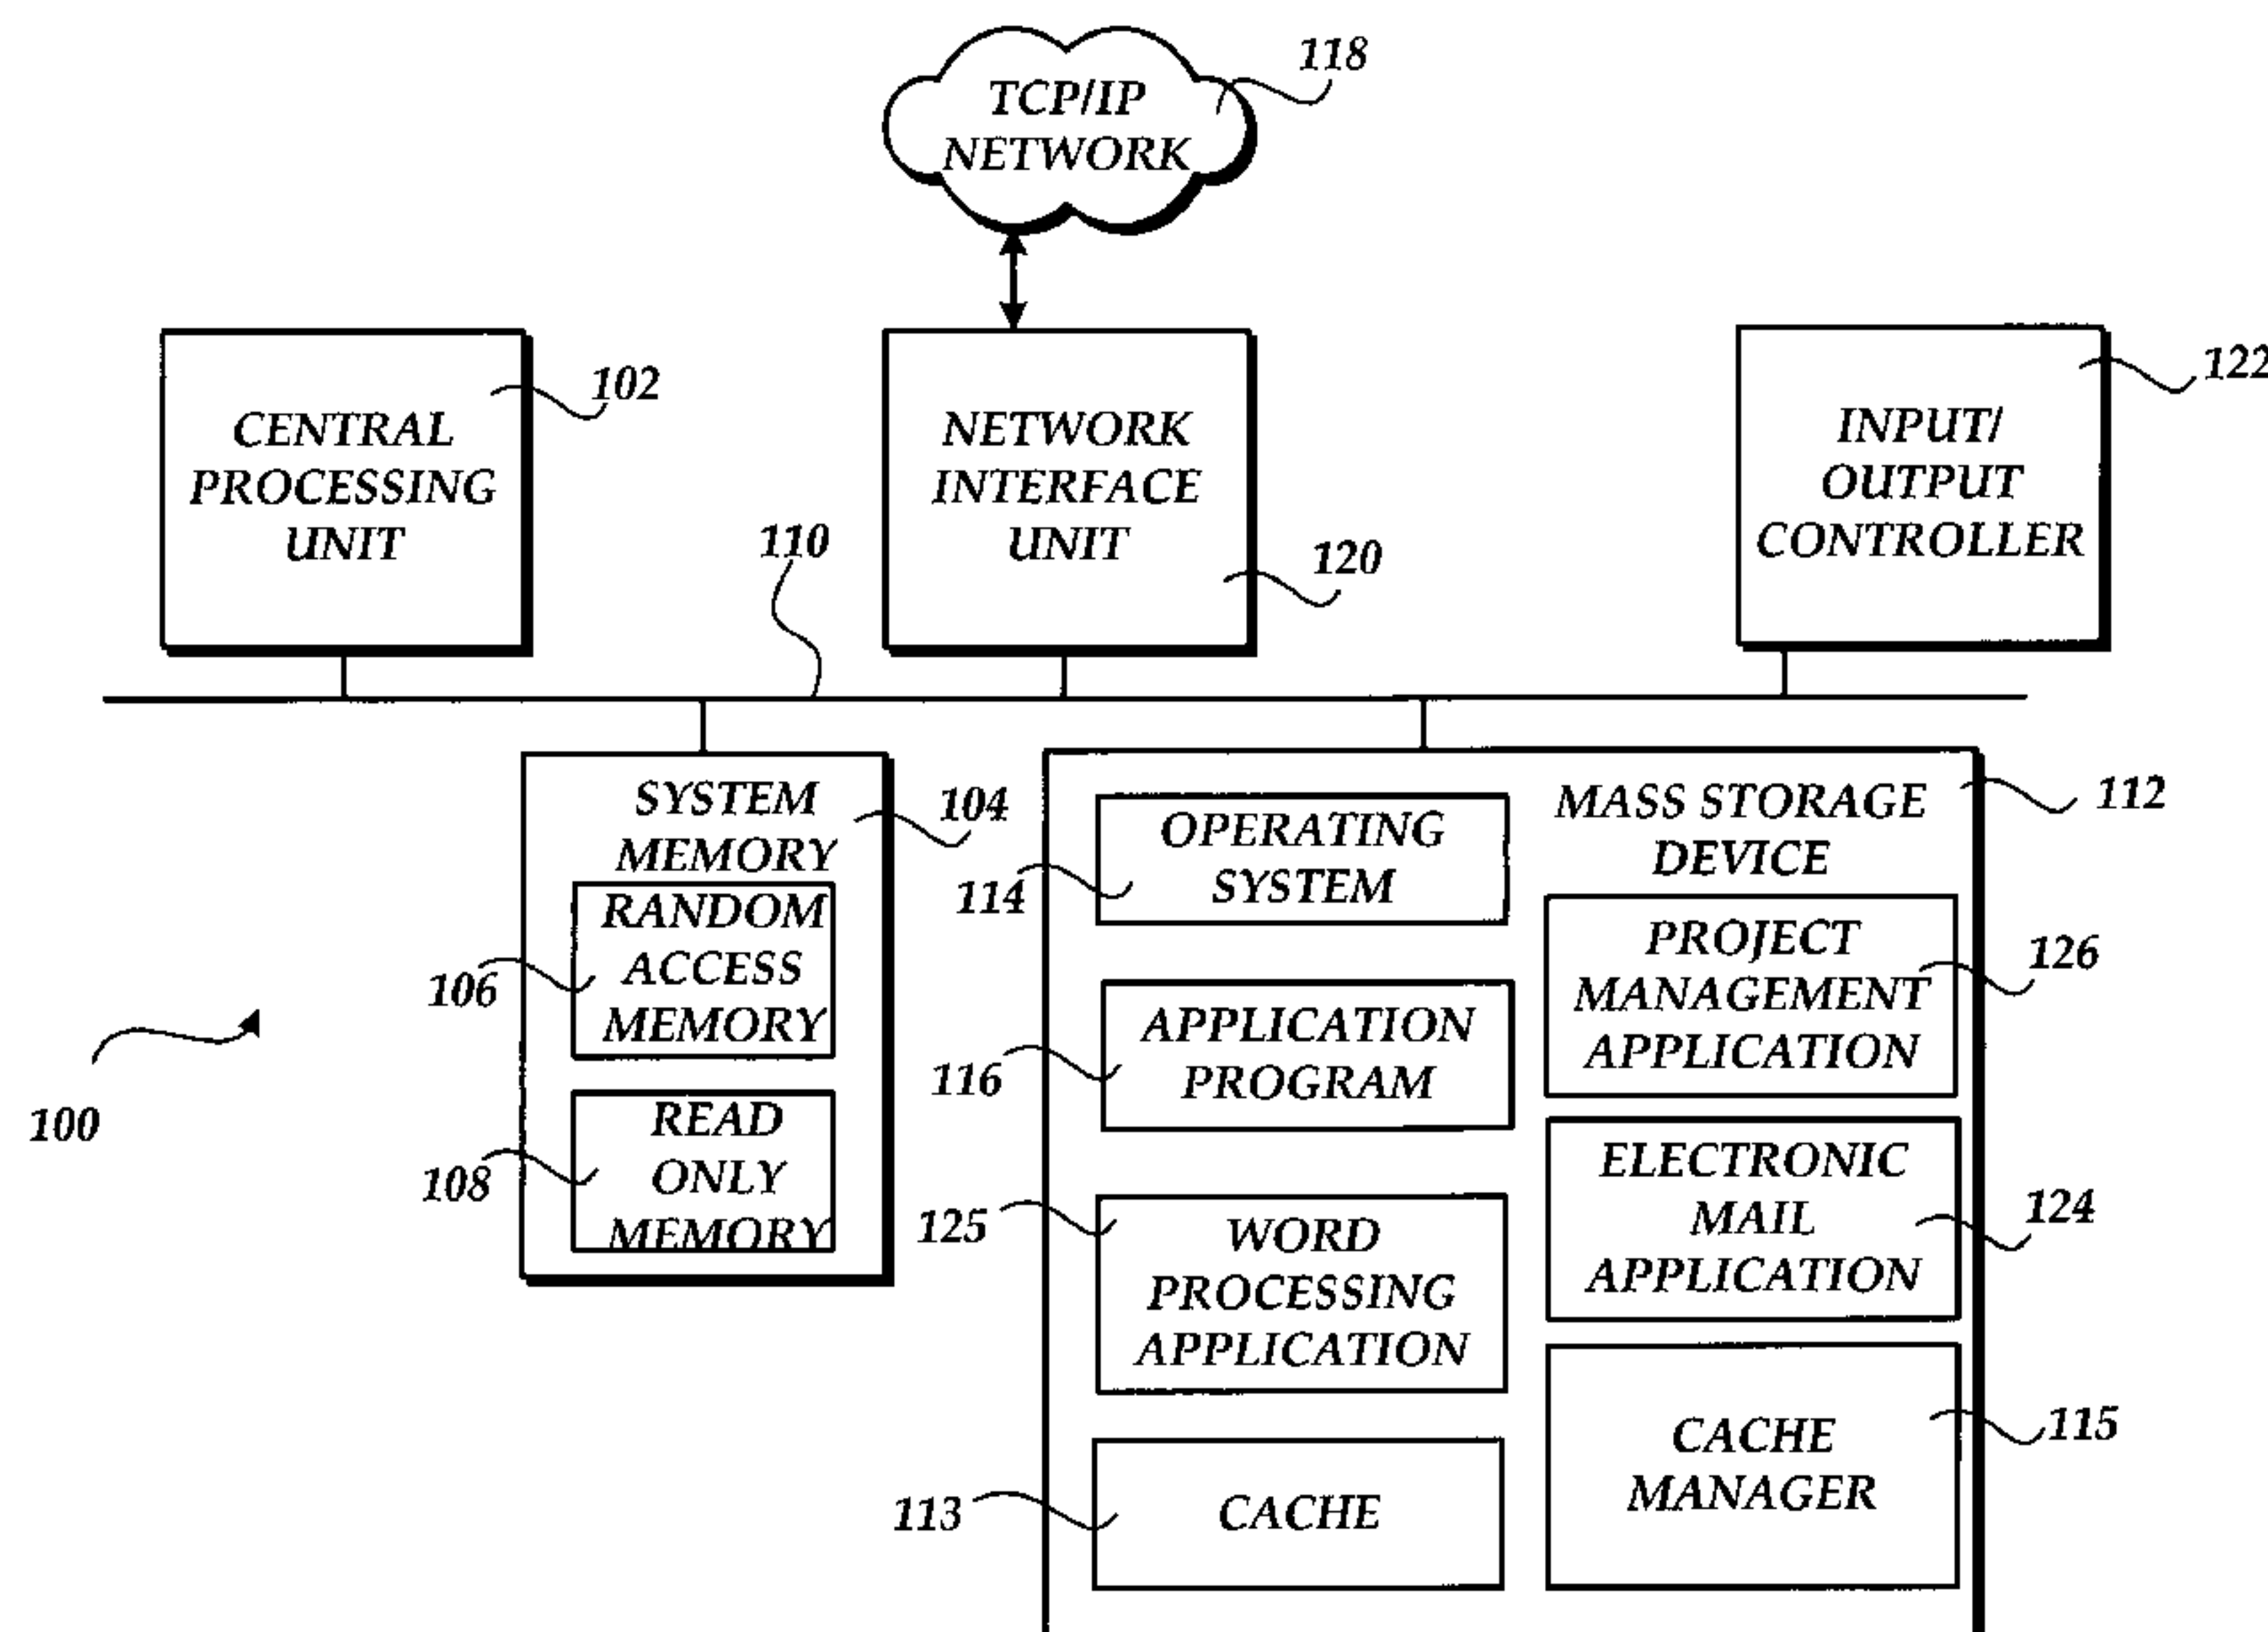 118
TCP/IP
NETWORK
102
CENTRAL
PROCESSING
UNIT
NETWORK
INTERFACE
UNIT
120
122
INPUT/
OUTPUT
CONTROLLER
110
SYSTEM
MEMORY
104
RANDOM
ACCESS
MEMORY
106
READ
ONLY
MEMORY
108
100
MASS STORAGE
DEVICE
112
OPERATING
SYSTEM
114
PROJECT
MANAGEMENT
APPLICATION
126
APPLICATION
PROGRAM
116
ELECTRONIC
MAIL
APPLICATION
124
125
WORD
PROCESSING
APPLICATION
CACHE
MANAGER
115
113
CACHE